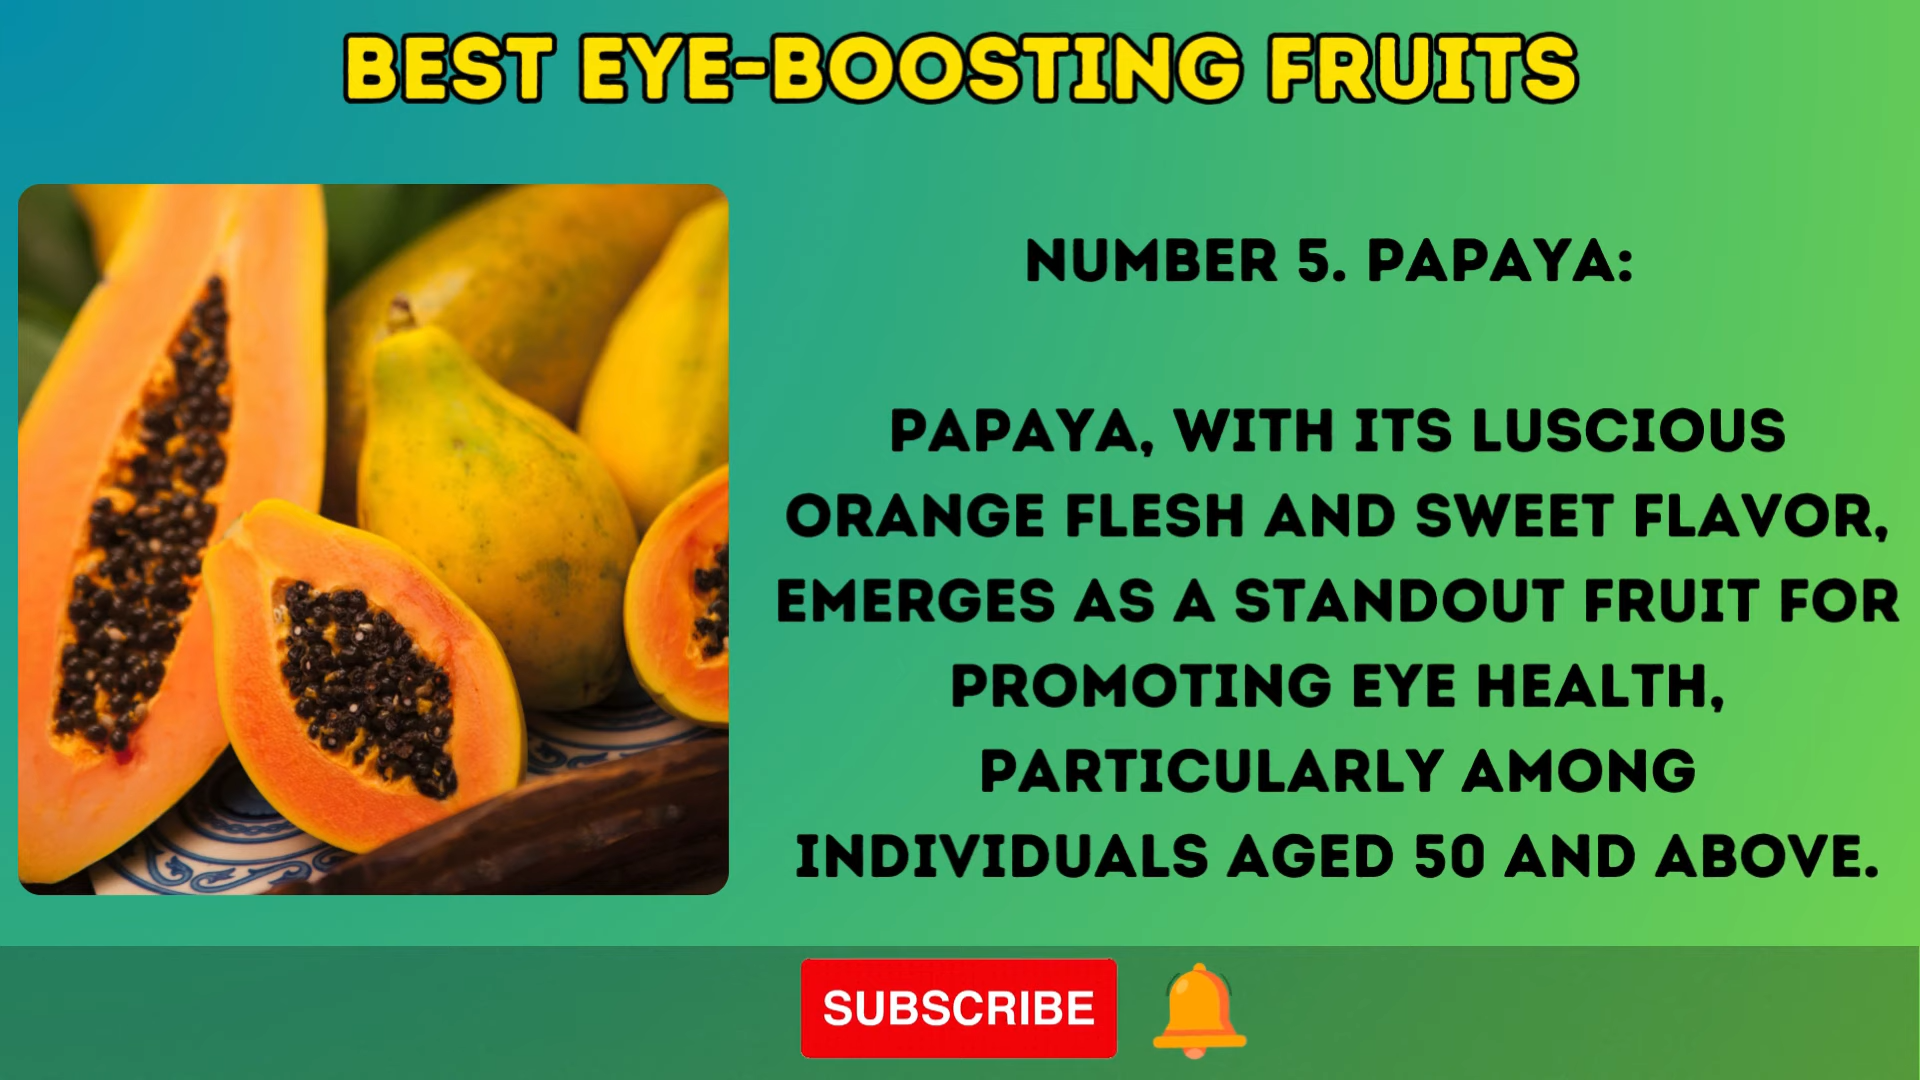 BEST EYE-BOOSTING FRUITS
NUMBER 5. PAPAYA:
PAPAYA, WITH ITS LUSCIOUS
ORANGE FLESH AND SWEET FLAVOR,
EMERGES AS A STANDOUT FRUIT FOR
PROMOTING EYE HEALTH,
PARTICULARLY AMONG
INDIVIDUALS AGED 50 AND ABOVE.
SUBSCRIBE